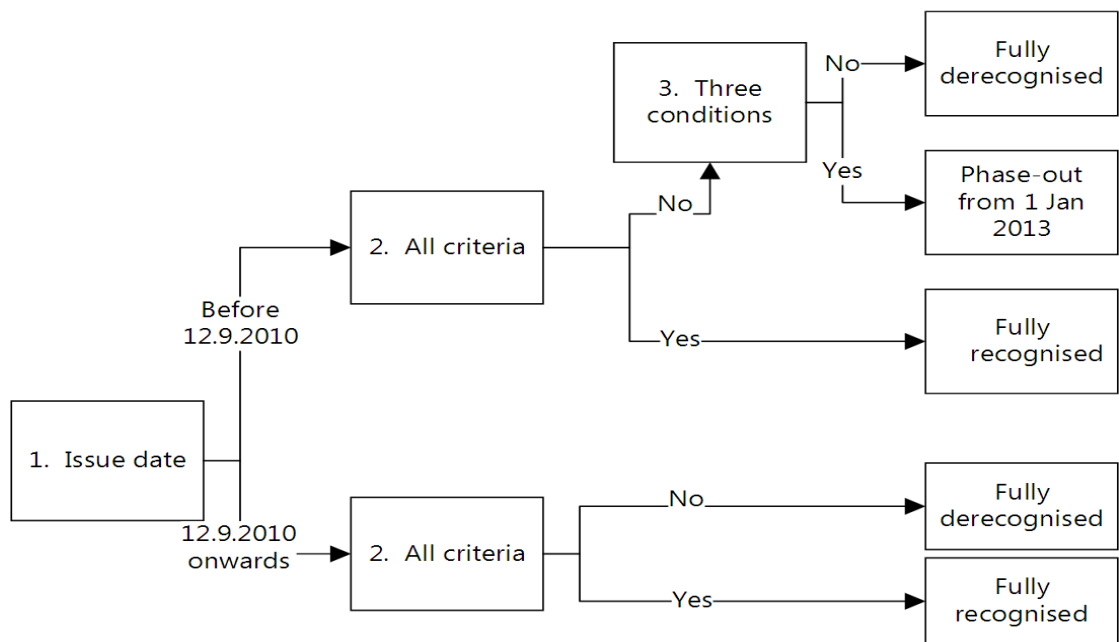 No
Fully
derecognised
3. Three
conditions
Yes
Phase-out
from 1 Jan
2013
No
2. All criteria
Before
12.9.2010
Yes
Fully
recognised
1. Issue date
12.9.2010
onwards
2. All criteria
No
Fully
derecognised
Yes
Fully
recognised